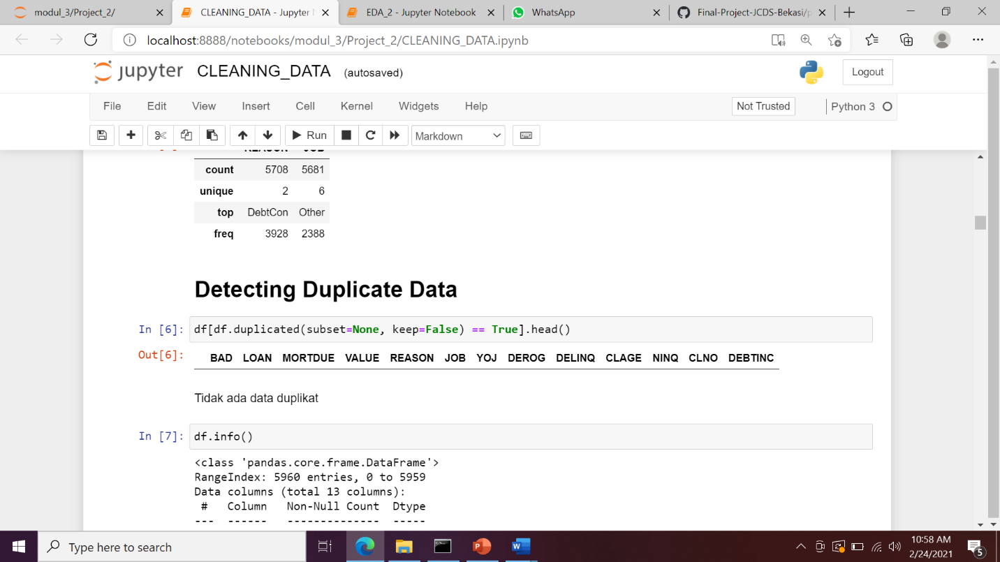 modul_3/Project_2/
CLEANING_DATA - Jupyter N
EDA_2 - Jupyter Notebook
WhatsApp
Final-Project-JCDS-Bekasi/p
localhost:8888/notebooks/modul_3/Project_2/CLEANING_DATA.ipynb
jupyter CLEANING_DATA (autosaved)
Logout
File Edit View Insert Cell Kernel Widgets Help
Not Trusted
Python 3
Run
Markdown
REASON JOB
count 5708 5681
unique 2 6
top DebtCon Other
freq 3928 2388
Detecting Duplicate Data
In [6]: df[df.duplicated(subset=None, keep=False) == True].head()
Out[6]: BAD LOAN MORTDUE VALUE REASON JOB YOJ DEROG DELINQ CLAGE NINQ CLNO DEBTINC
Tidak ada data duplikat
In [7]: df.info()
<class 'pandas.core.frame.DataFrame'>
RangeIndex: 5960 entries, 0 to 5959
Data columns (total 13 columns):
# Column Non-Null Count Dtype
--- ------ -------------- -----
Type here to search
10:58 AM
2/24/2021
5